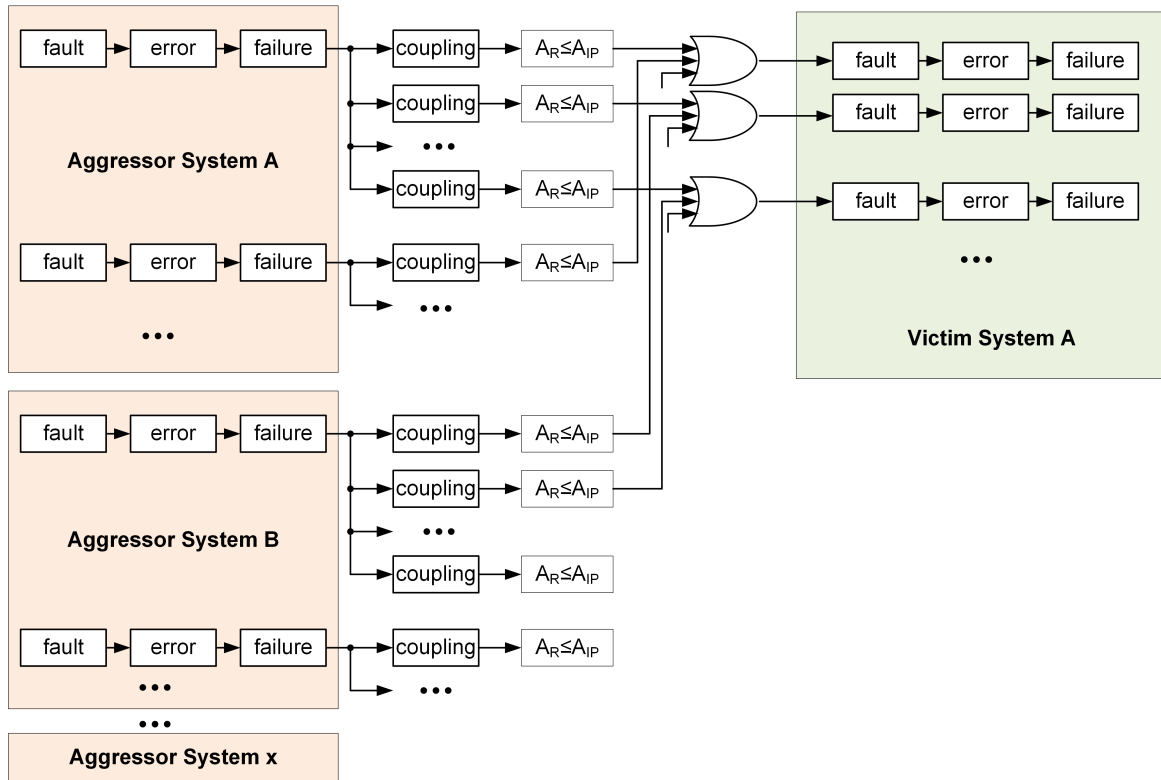 fault error failure coupling A_R≤A_IP fault error failure
coupling A_R≤A_IP fault error failure
•••
Aggressor System A
coupling A_R≤A_IP fault error failure
fault error failure coupling A_R≤A_IP
•••
•••
•••
Victim System A
fault error failure coupling A_R≤A_IP
coupling A_R≤A_IP
•••
Aggressor System B
coupling A_R≤A_IP
fault error failure coupling A_R≤A_IP
•••
•••
•••
Aggressor System x